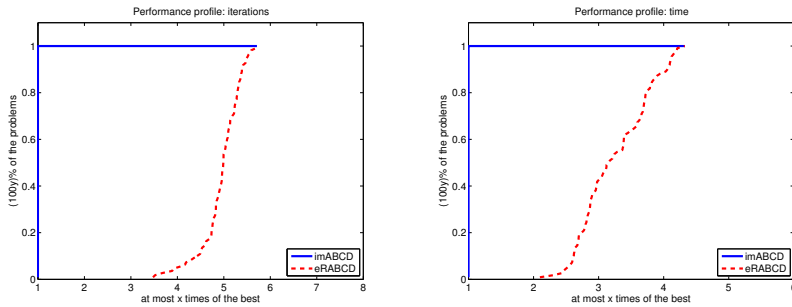 Performance profile: iterations
(100y)% of the problems
1
0.8
0.6
0.4
0.2
0
1 2 3 4 5 6 7 8
at most x times of the best
imABCD
eRABCD
Performance profile: time
(100y)% of the problems
1
0.8
0.6
0.4
0.2
0
1 2 3 4 5 6
at most x times of the best
imABCD
eRABCD